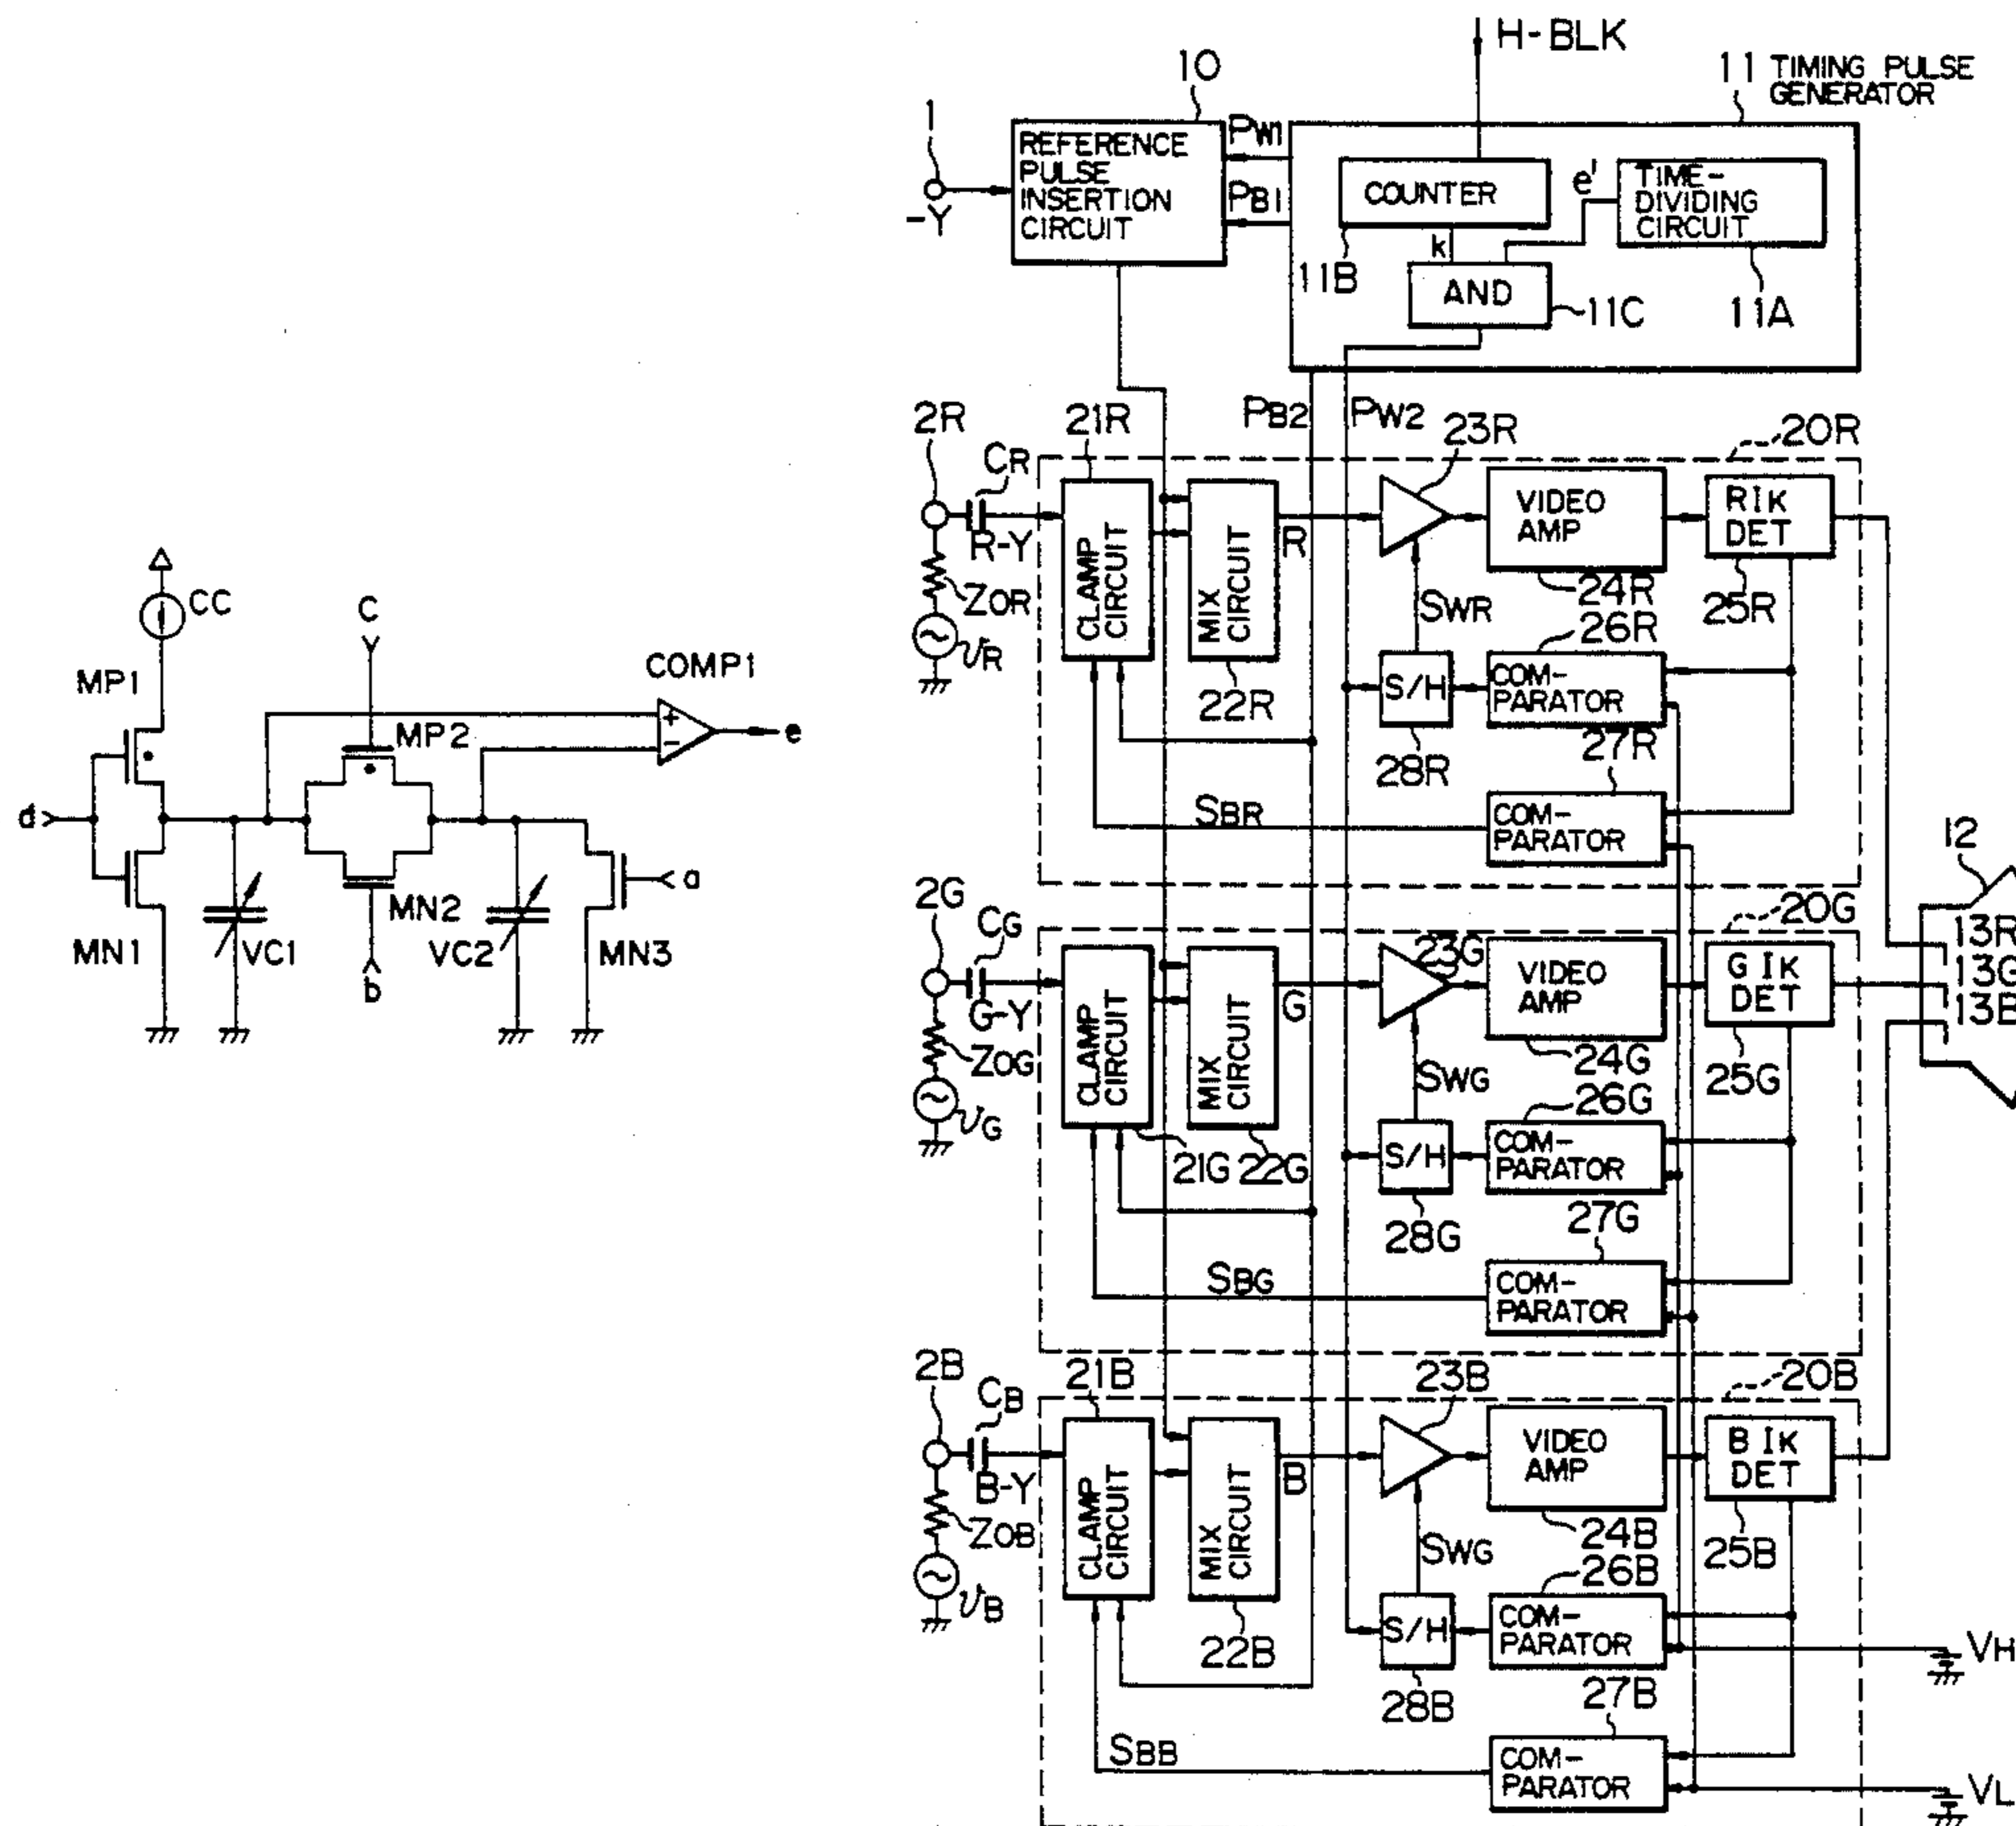 CC
MP1
C
MP2
COMP1
e
d
MN1
VC1
MN2
b
VC2
MN3
a
H-BLK
10
11 TIMING PULSE
GENERATOR
1
-Y
REFERENCE
PULSE
INSERTION
CIRCUIT
PW1
PB1
COUNTER
11B
k
e'
TIME-
DIVIDING
CIRCUIT
AND
11C
11A
PB2
PW2
2R
CR
R-Y
ZOR
VR
21R
CLAMP
CIRCUIT
MIX
CIRCUIT
22R
R
23R
VIDEO
AMP
24R
20R
RIK
DET
25R
SWR
S/H
28R
26R
COM-
PARATOR
27R
COM-
PARATOR
SBR
12
13R
13G
13B
2G
CG
G-Y
ZOG
VG
CLAMP
CIRCUIT
21G
MIX
CIRCUIT
22G
G
23G
VIDEO
AMP
24G
20G
G IK
DET
25G
SWG
S/H
28G
26G
COM-
PARATOR
27G
COM-
PARATOR
SBG
2B
CB
B-Y
ZOB
VB
21B
CLAMP
CIRCUIT
MIX
CIRCUIT
22B
B
23B
VIDEO
AMP
24B
20B
B IK
DET
25B
SWG
S/H
28B
26B
COM-
PARATOR
27B
COM-
PARATOR
SBB
VH
VL